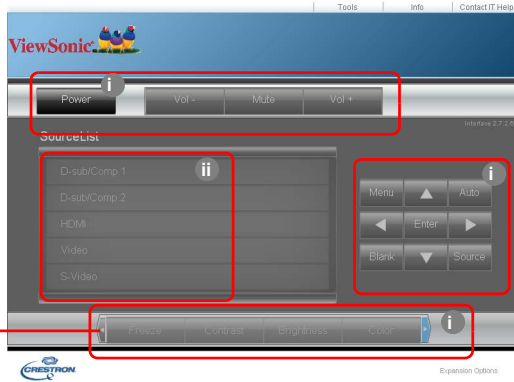 Tools Info Contact IT Help
ViewSonic
i
Power Vol - Mute Vol +
Interface 2.7.2.6
SourceList
D-sub/Comp.1
ii
i
D-sub/Comp.2
Menu Auto
HDMI
Enter
Video
Blank Source
S-Video
Freeze Contrast Brightness Color
i
CRESTRON
Expansion Options